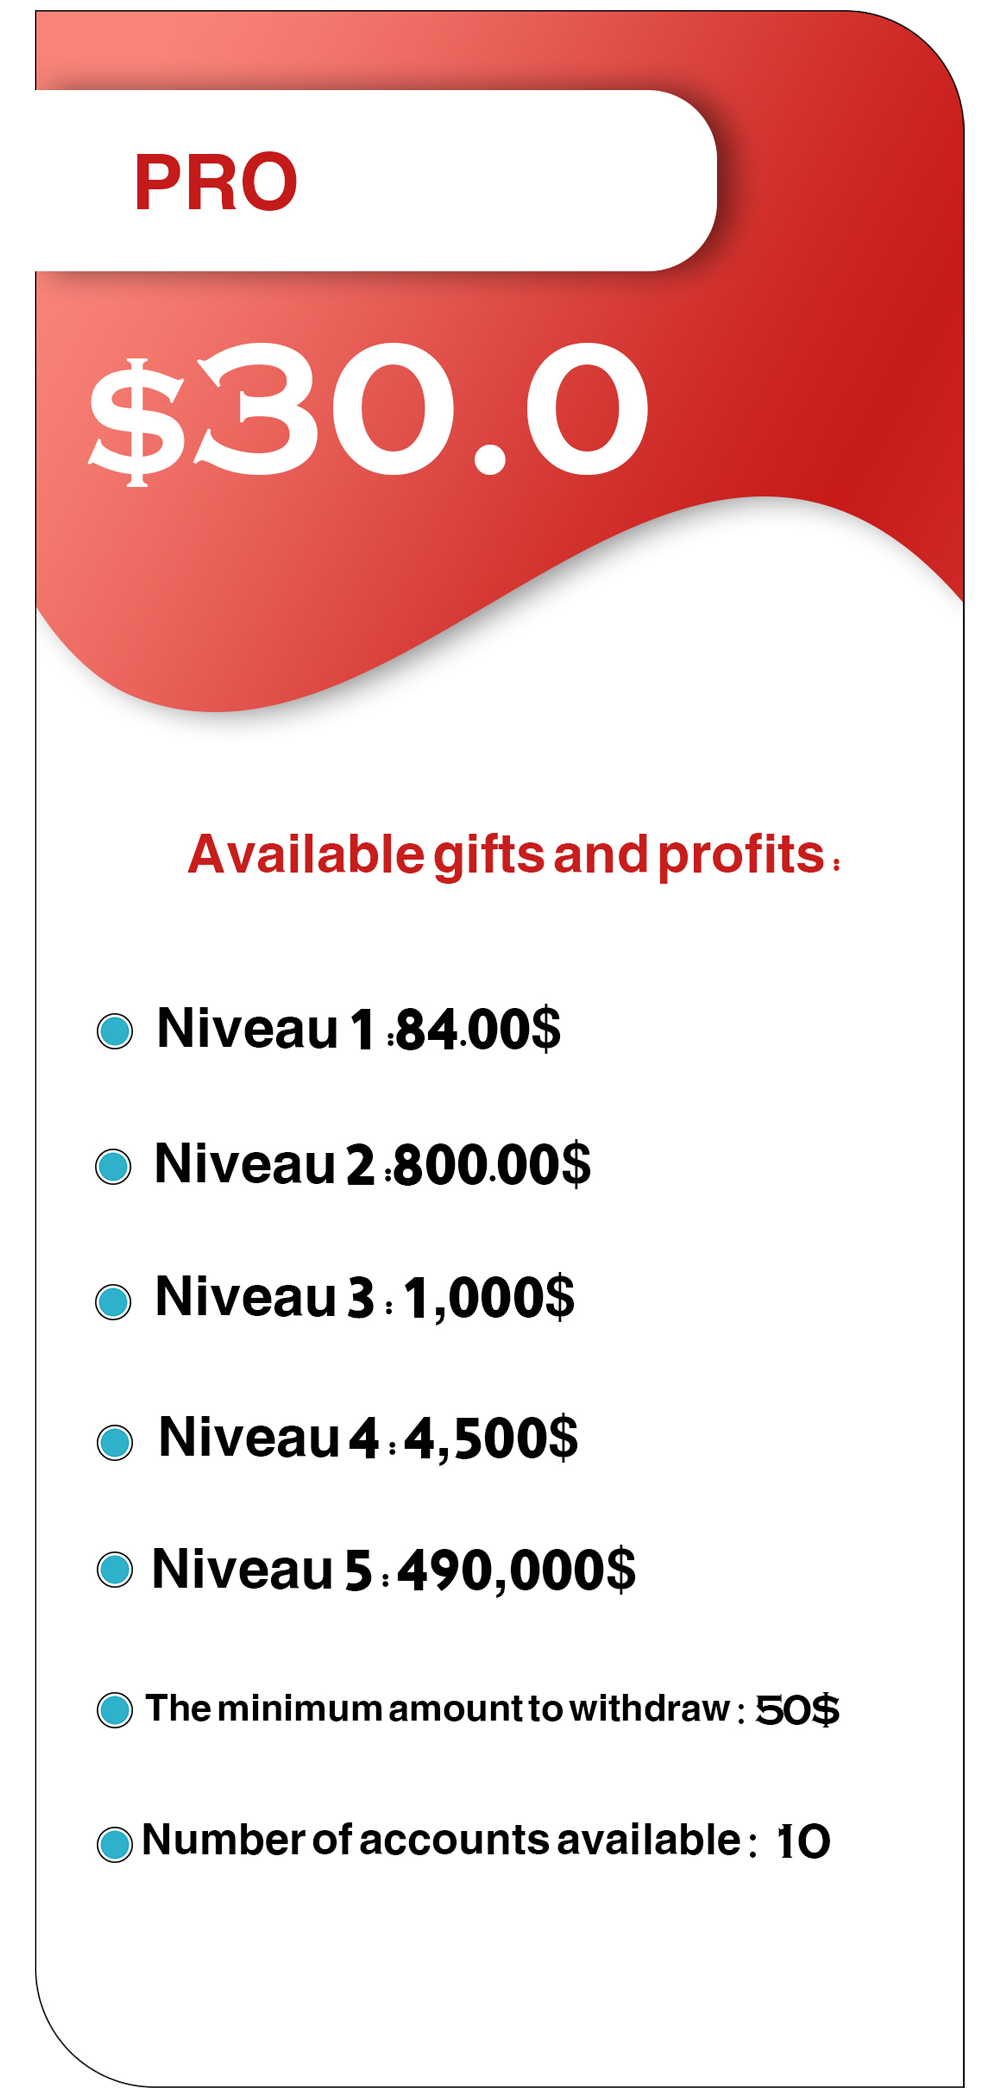 PRO
$30.0
Available gifts and profits :
Niveau 1 :84.00$
Niveau 2 :800.00$
Niveau 3 : 1,000$
Niveau 4 : 4,500$
Niveau 5 : 490,000$
The minimum amount to withdraw : 50$
Number of accounts available : 10